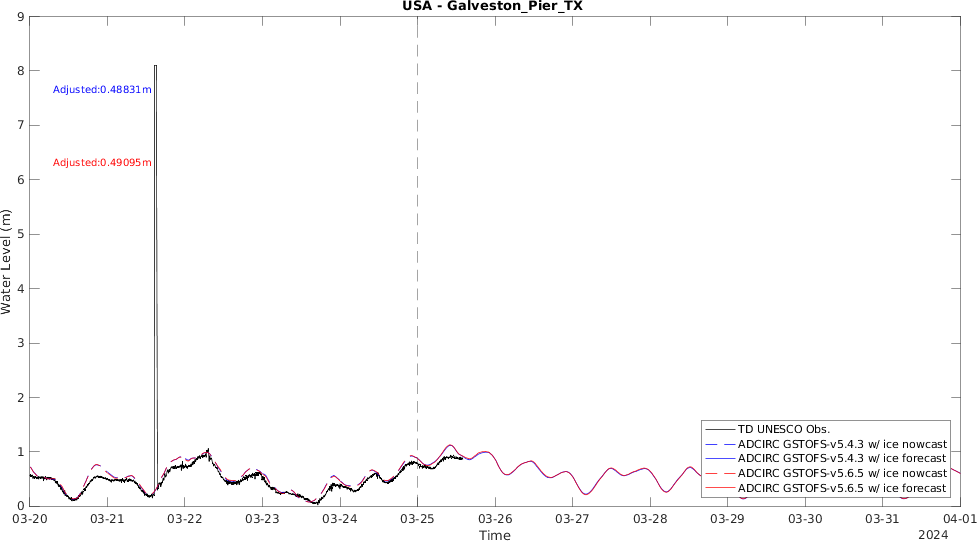 USA - Galveston_Pier_TX
9
8
7
6
5
4
3
2
1
0
Water Level (m)
Adjusted:0.48831m
Adjusted:0.49095m
TD UNESCO Obs.
ADCIRC GSTOFS-v5.4.3 w/ ice nowcast
ADCIRC GSTOFS-v5.4.3 w/ ice forecast
ADCIRC GSTOFS-v5.6.5 w/ ice nowcast
ADCIRC GSTOFS-v5.6.5 w/ ice forecast
03-20 03-21 03-22 03-23 03-24 03-25 03-26 03-27 03-28 03-29 03-30 03-31 04-01
Time
2024